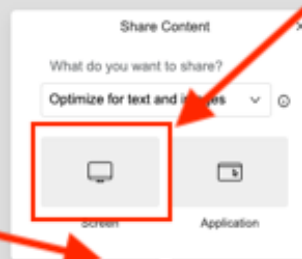 Share Content
What do you want to share?
Optimize for text and images
Screen
Application